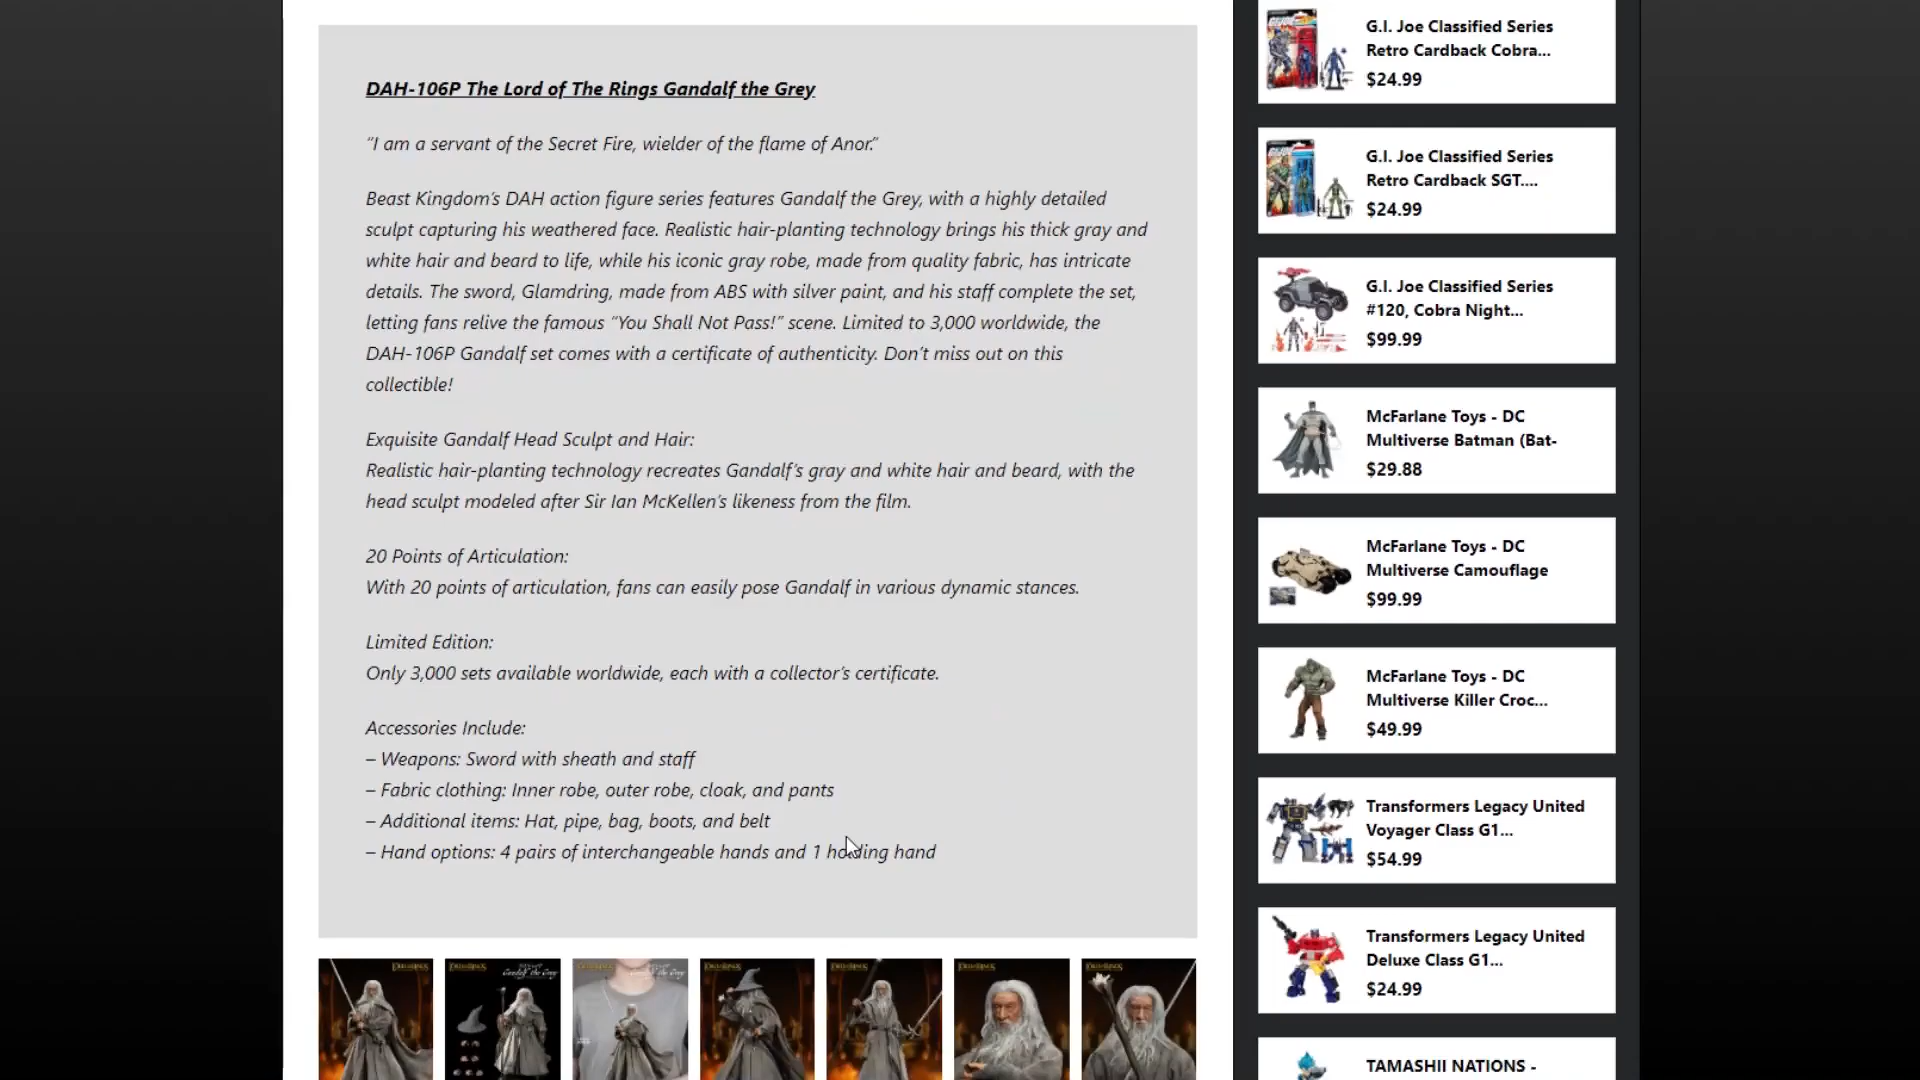 DAH-106P The Lord of The Rings Gandalf the Grey
“I am a servant of the Secret Fire, wielder of the flame of Anor.”
Beast Kingdom’s DAH action figure series features Gandalf the Grey, with a highly detailed
sculpt capturing his weathered face. Realistic hair-planting technology brings his thick gray and
white hair and beard to life, while his iconic gray robe, made from quality fabric, has intricate
details. The sword, Glamdring, made from ABS with silver paint, and his staff complete the set,
letting fans relive the famous “You Shall Not Pass!” scene. Limited to 3,000 worldwide, the
DAH-106P Gandalf set comes with a certificate of authenticity. Don’t miss out on this
collectible!
Exquisite Gandalf Head Sculpt and Hair:
Realistic hair-planting technology recreates Gandalf’s gray and white hair and beard, with the
head sculpt modeled after Sir Ian McKellen’s likeness from the film.
20 Points of Articulation:
With 20 points of articulation, fans can easily pose Gandalf in various dynamic stances.
Limited Edition:
Only 3,000 sets available worldwide, each with a collector’s certificate.
Accessories Include:
– Weapons: Sword with sheath and staff
– Fabric clothing: Inner robe, outer robe, cloak, and pants
– Additional items: Hat, pipe, bag, boots, and belt
– Hand options: 4 pairs of interchangeable hands and 1 holding hand
Gandalf the Grey
G.I. Joe Classified Series
Retro Cardback Cobra...
$24.99
G.I. Joe Classified Series
Retro Cardback SGT....
$24.99
G.I. Joe Classified Series
#120, Cobra Night...
$99.99
McFarlane Toys - DC
Multiverse Batman (Bat-
$29.88
McFarlane Toys - DC
Multiverse Camouflage
$99.99
McFarlane Toys - DC
Multiverse Killer Croc...
$49.99
Transformers Legacy United
Voyager Class G1...
$54.99
Transformers Legacy United
Deluxe Class G1...
$24.99
TAMASHII NATIONS -